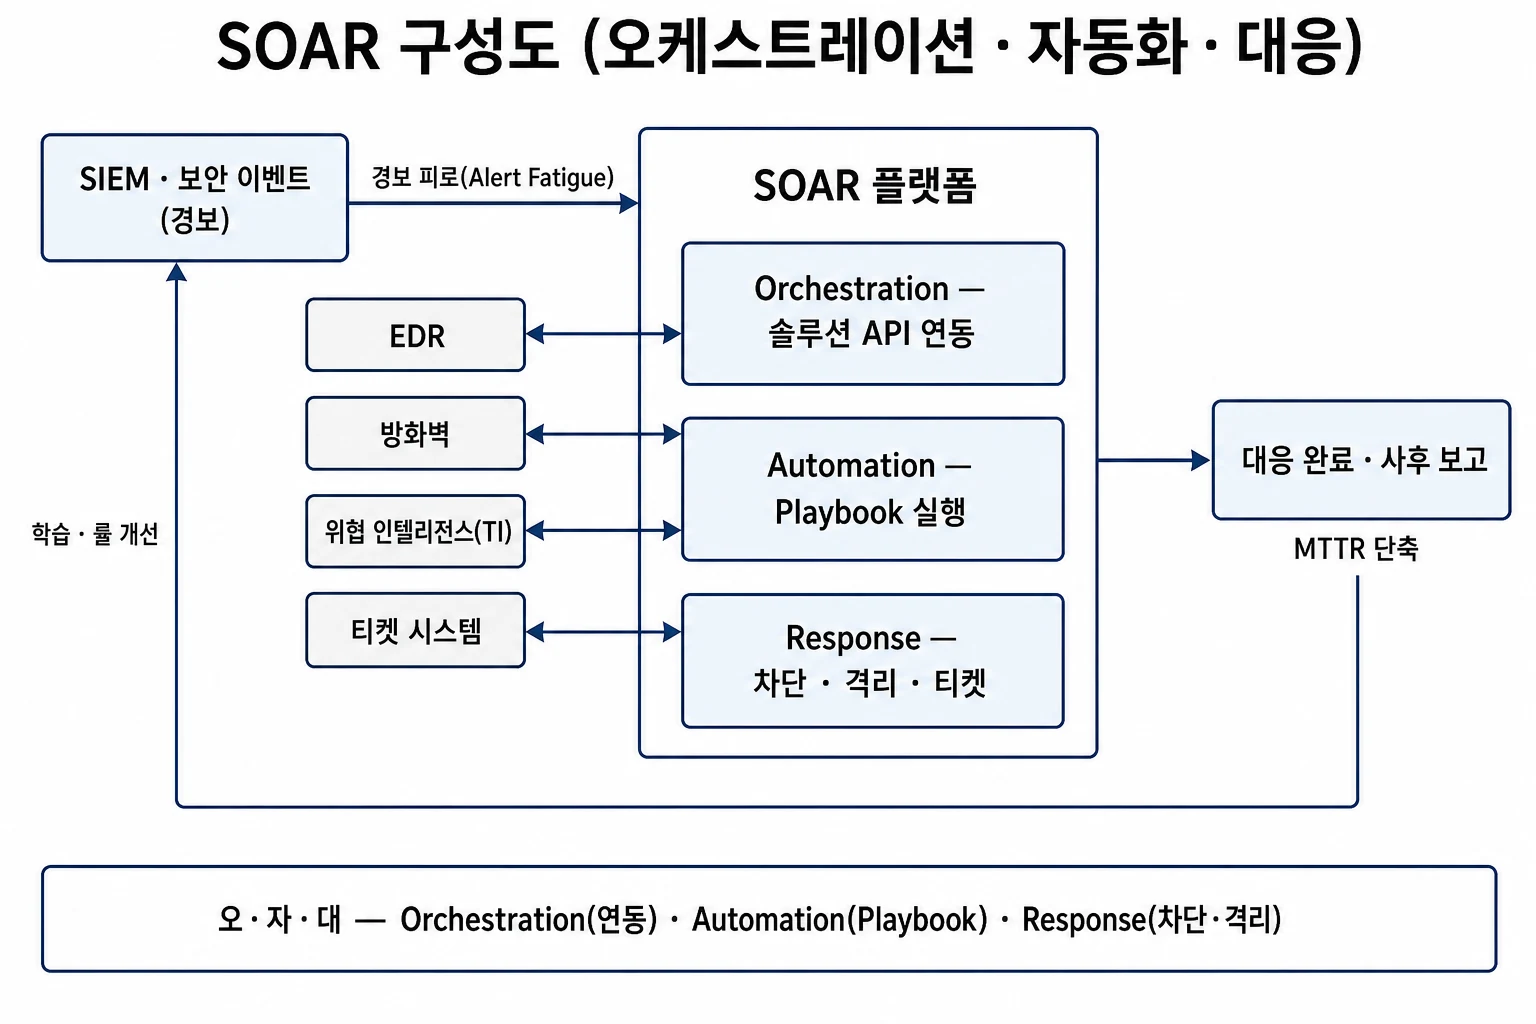 SOAR 구성도 (오케스트레이션 · 자동화 · 대응)
SIEM · 보안 이벤트
(경보)
경보 피로(Alert Fatigue)
SOAR 플랫폼
Orchestration —
솔루션 API 연동
EDR
방화벽
Automation —
Playbook 실행
위협 인텔리전스(TI)
티켓 시스템
Response —
차단 · 격리 · 티켓
대응 완료 · 사후 보고
MTTR 단축
학습 · 률 개선
오 · 자 · 대 — Orchestration(연동) · Automation(Playbook) · Response(차단·격리)